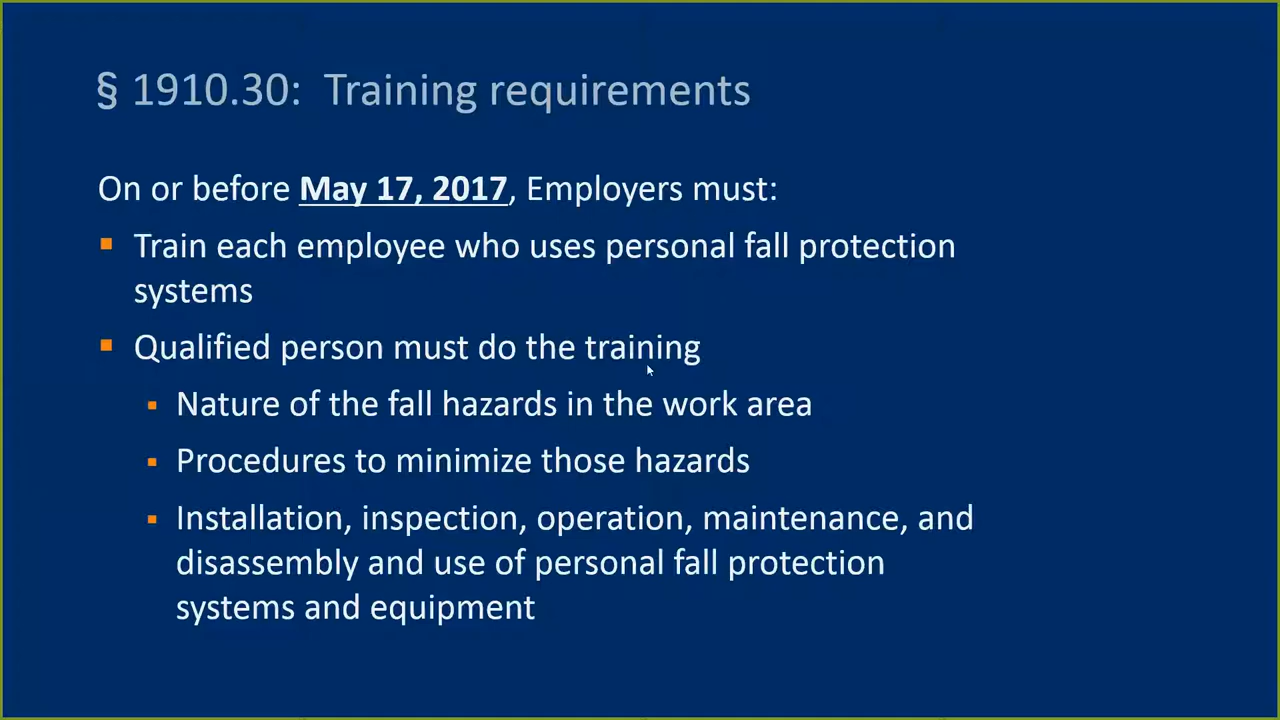 § 1910.30: Training requirements
On or before May 17, 2017, Employers must:
Train each employee who uses personal fall protection
systems
Qualified person must do the training
Nature of the fall hazards in the work area
Procedures to minimize those hazards
Installation, inspection, operation, maintenance, and
disassembly and use of personal fall protection
systems and equipment